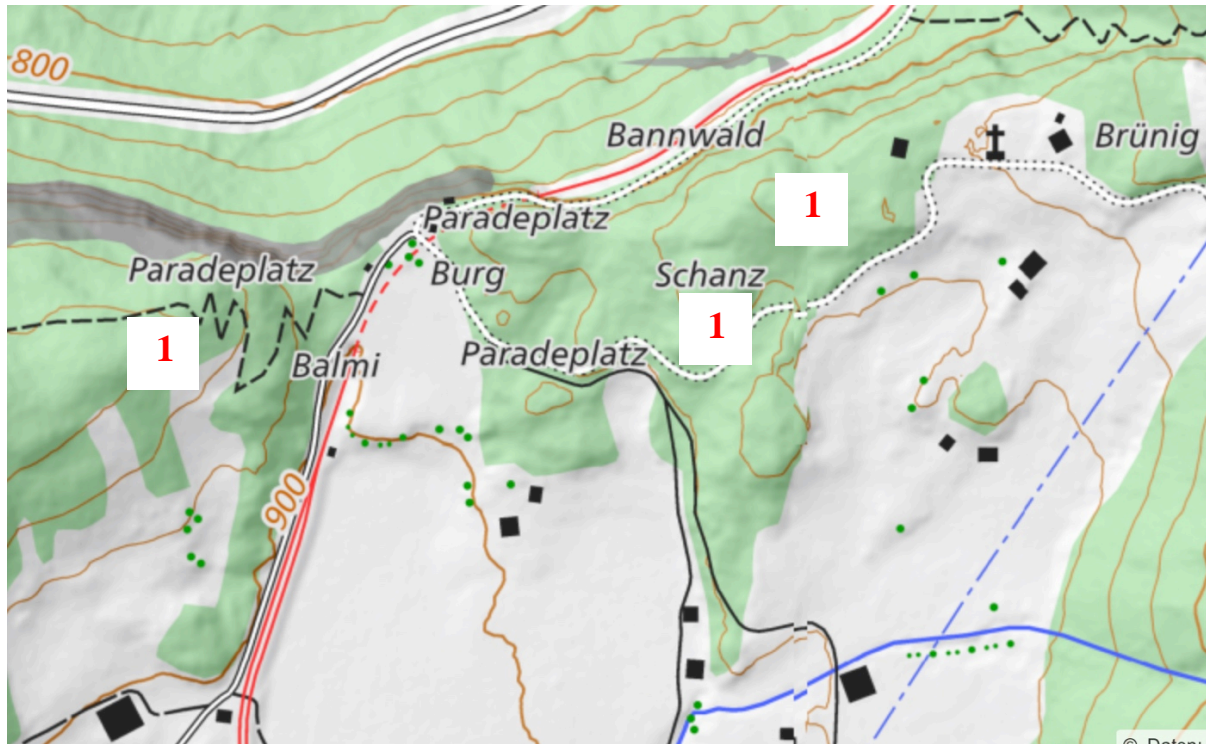 800
Bannwald
Brünig
1
Paradeplatz
Paradeplatz
Burg
Schanz
1
1
Paradeplatz
Balmi
900